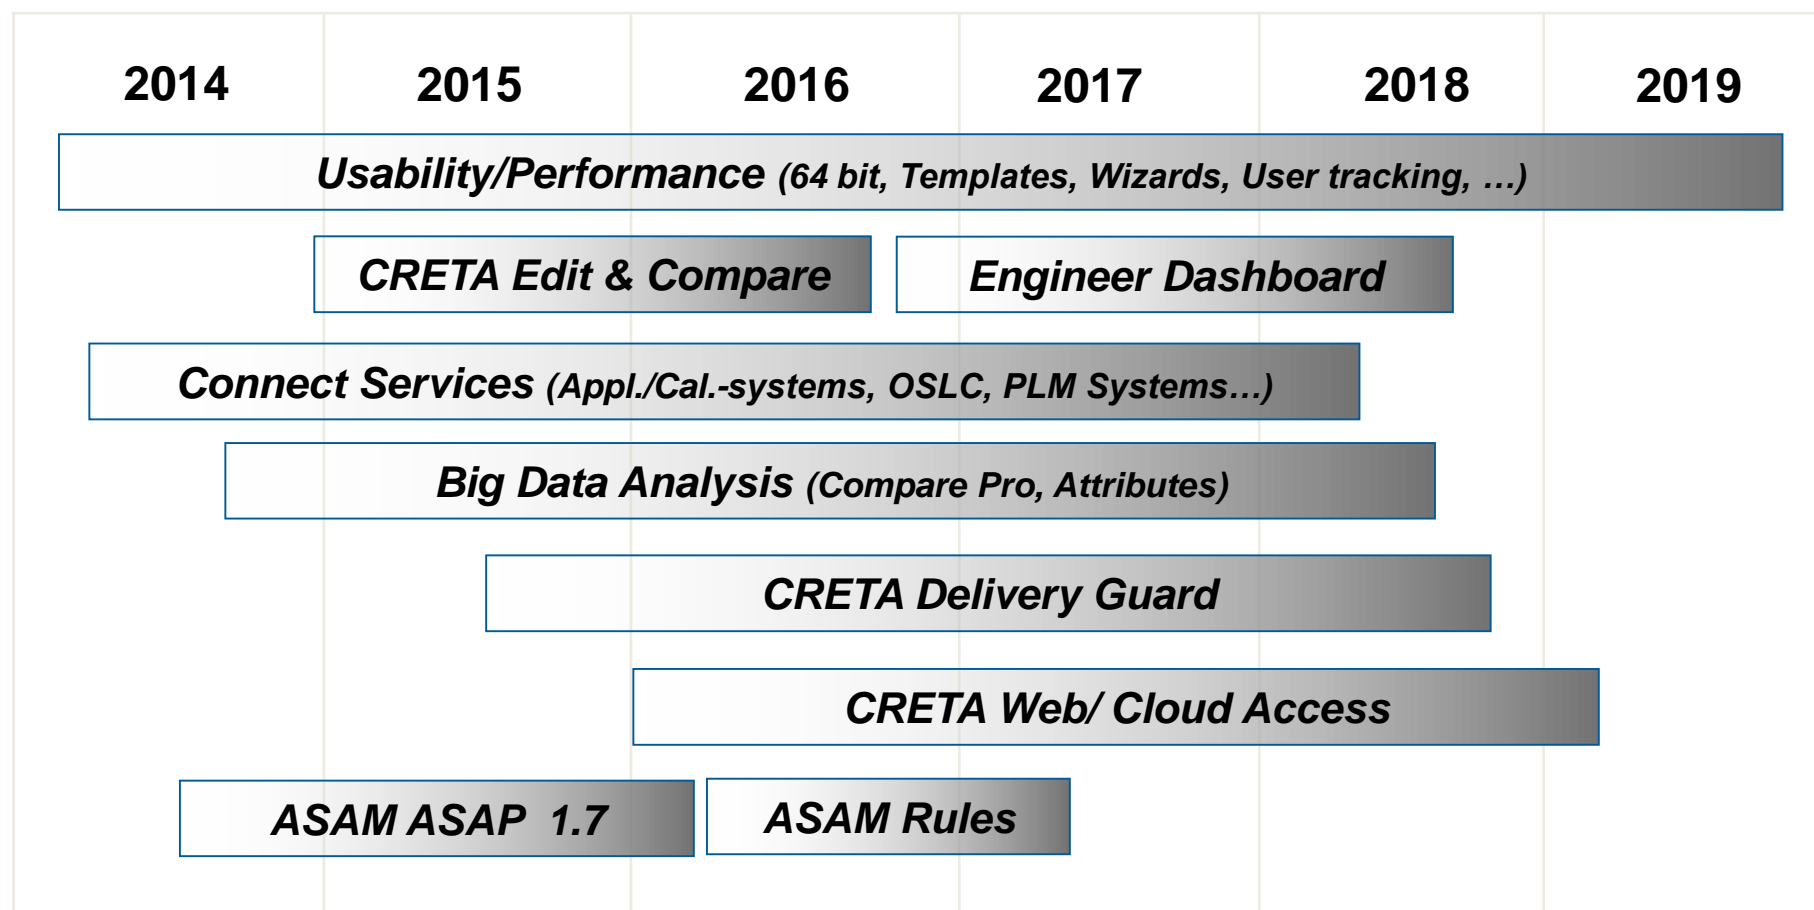 2014 2015 2016 2017 2018 2019
Usability/Performance (64 bit, Templates, Wizards, User tracking, …)
CRETA Edit & Compare Engineer Dashboard
Connect Services (Appl./Cal.-systems, OSLC, PLM Systems…)
Big Data Analysis (Compare Pro, Attributes)
CRETA Delivery Guard
CRETA Web/ Cloud Access
ASAM ASAP 1.7 ASAM Rules